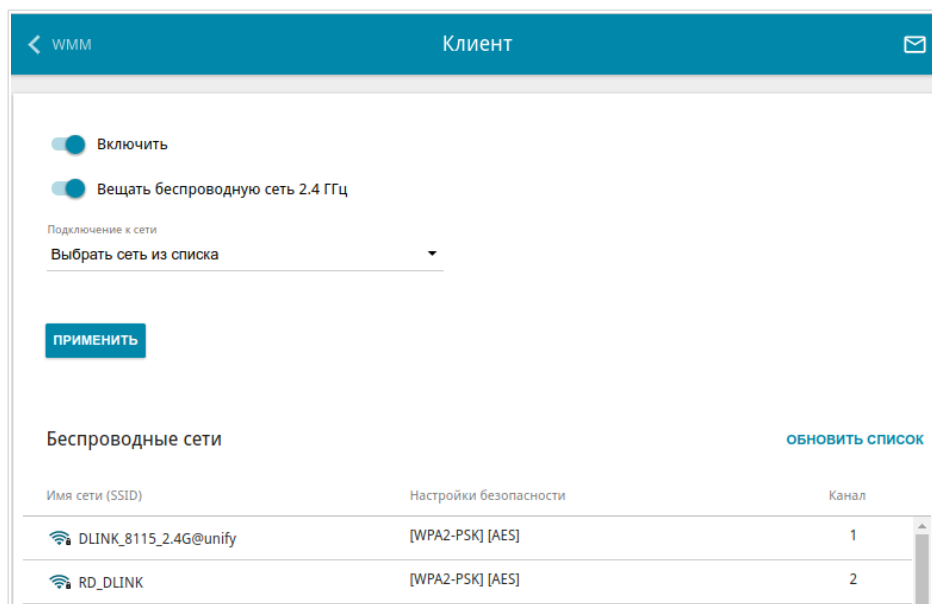 WMM Клиент
Включить
Вещать беспроводную сеть 2.4 ГГц
Подключение к сети
Выбрать сеть из списка
ПРИМЕНИТЬ
Беспроводные сети ОБНОВИТЬ СПИСОК
Имя сети (SSID) Настройки безопасности Канал
DLINK_8115_2.4G@unify [WPA2-PSK] [AES] 1
RD_DLINK [WPA2-PSK] [AES] 2